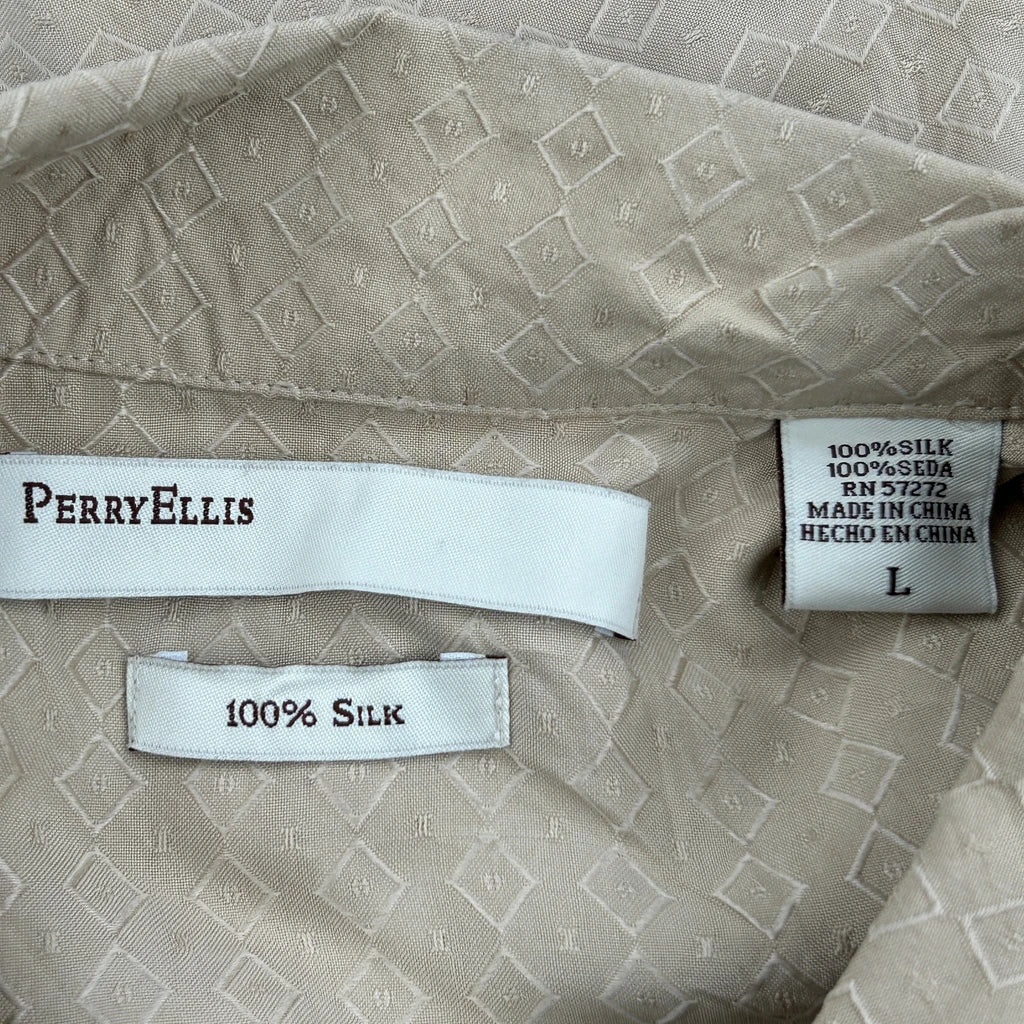 PERRYELLIS
100% SILK
100%SILK
100%SEDA
RN 57272
MADE IN CHINA
HECHO EN CHINA
L